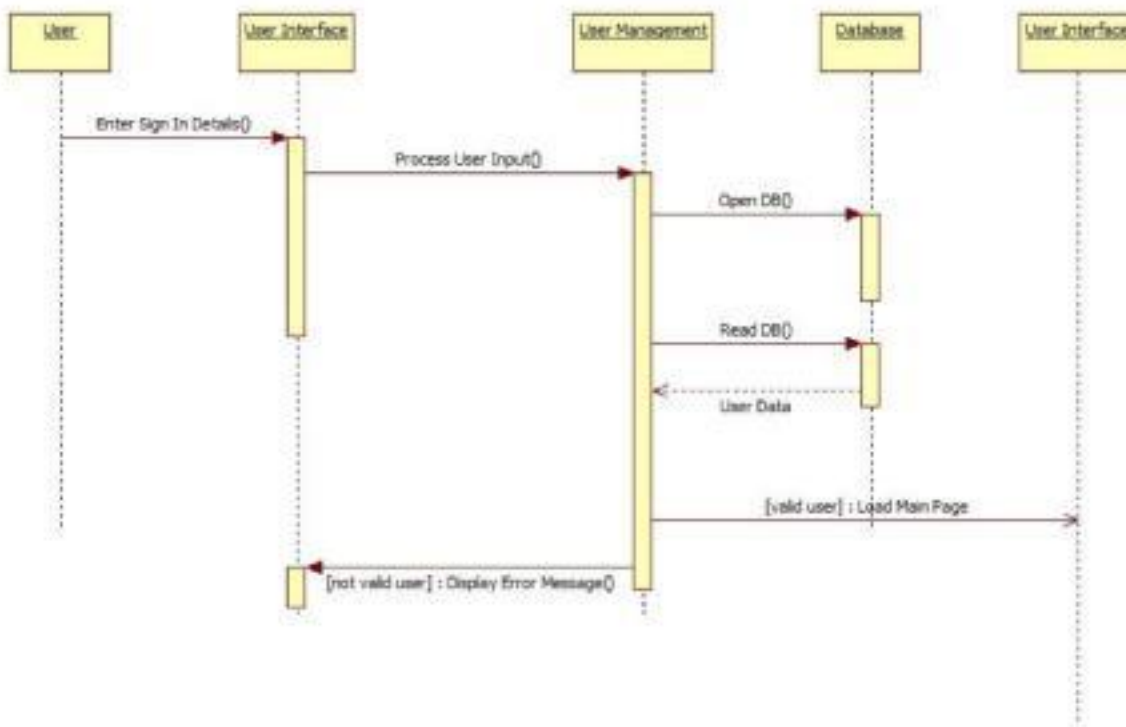 User
User Interface
User Management
Database
User Interface
Enter Sign In Details()
Process User Input()
Open DB()
Read DB()
User Data
[valid user] : Load Main Page
[not valid user] : Display Error Message()